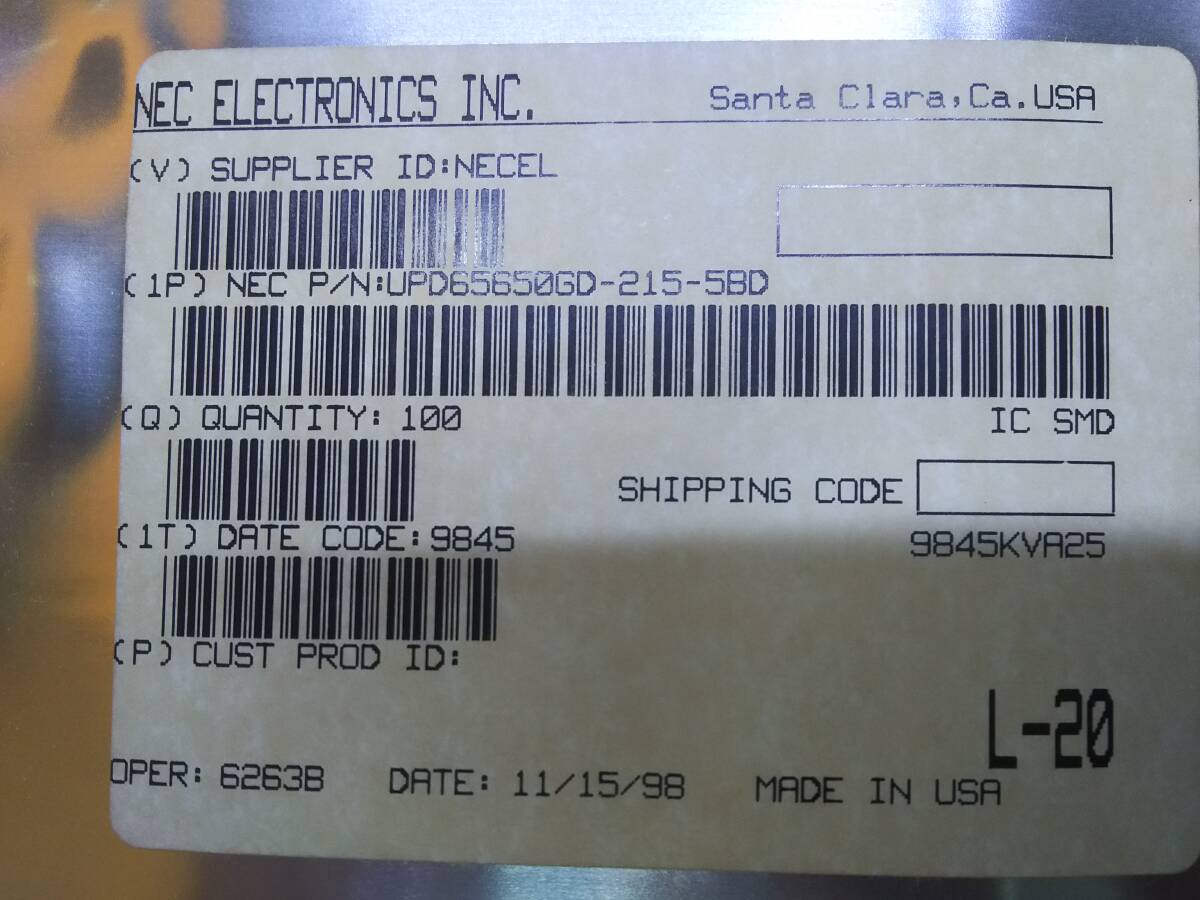 NEC ELECTRONICS INC. Santa Clara,Ca.USA
(V) SUPPLIER ID:NECEL
(1P) NEC P/N:UPD65650GD-215-5BD
(Q) QUANTITY: 100 IC SMD
SHIPPING CODE
(1T) DATE CODE:9845 9845KVA25
(P) CUST PROD ID:
L-20
OPER: 6263B DATE: 11/15/98 MADE IN USA